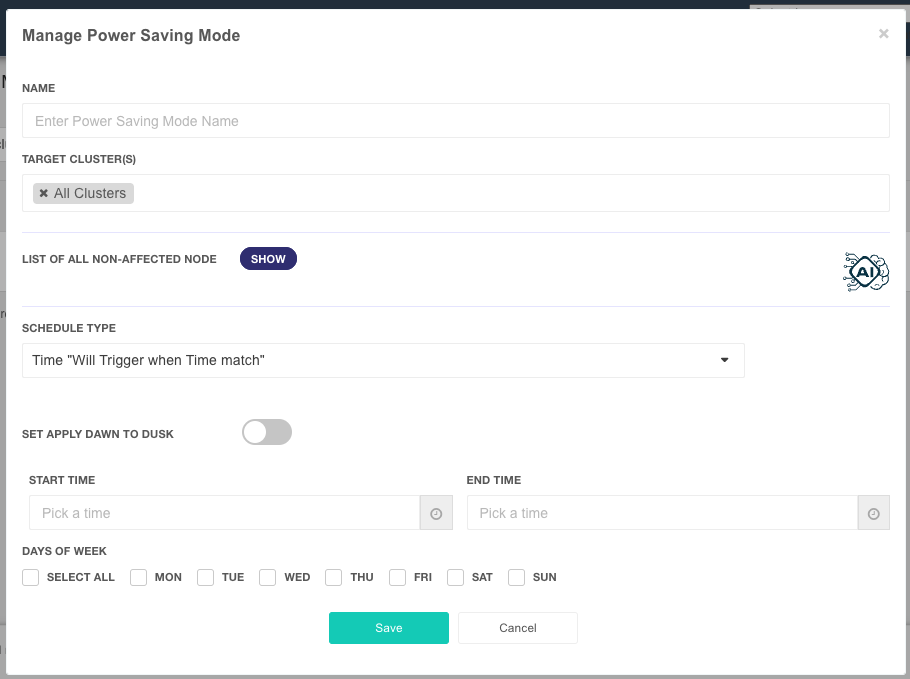 Manage Power Saving Mode
×
NAME
Enter Power Saving Mode Name
TARGET CLUSTER(S)
✖ All Clusters
LIST OF ALL NON-AFFECTED NODE
SHOW
AI
SCHEDULE TYPE
Time "Will Trigger when Time match"
SET APPLY DAWN TO DUSK
START TIME
END TIME
Pick a time
Pick a time
DAYS OF WEEK
SELECT ALL MON TUE WED THU FRI SAT SUN
Save
Cancel